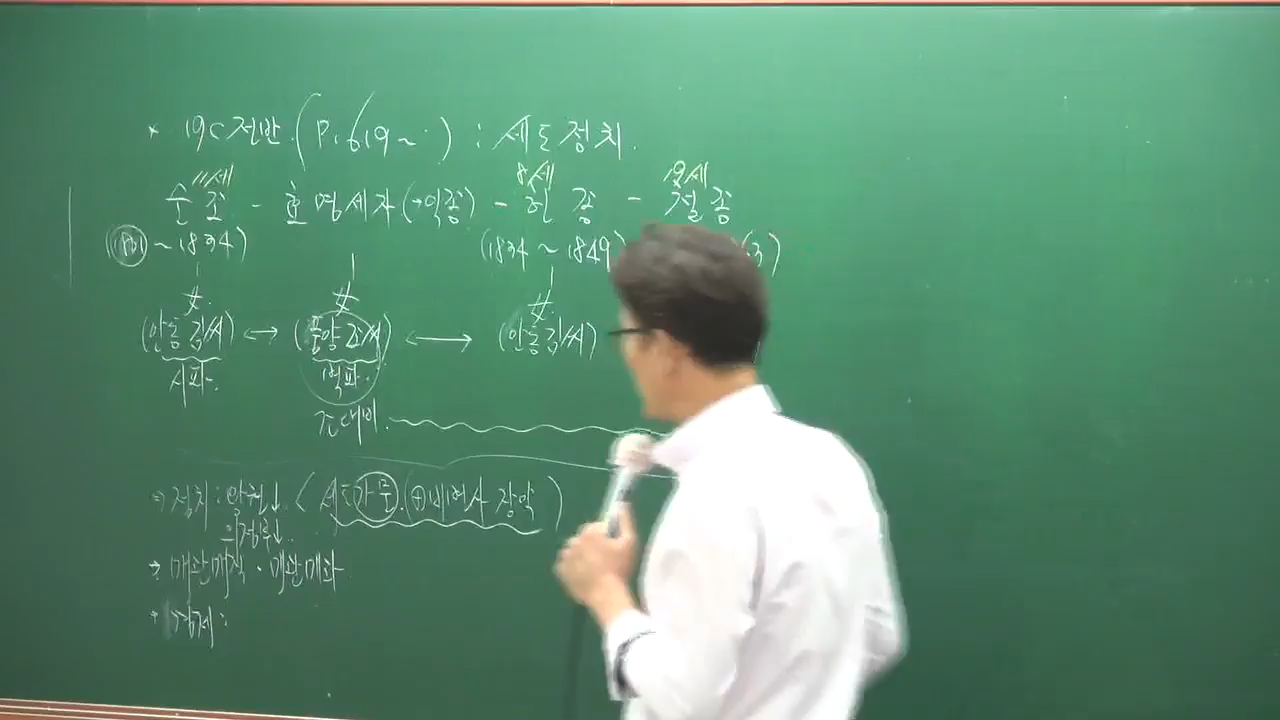 * 19C 전반 (P.619~) : 세도정치.
11세 8세 19세
순조 - 효명세자(→익종) - 헌종 - 철종
(1801~1834) (1834~1849) 3)
女 女 女
(안동김씨) ↔ (풍양조씨) ↔ (안동김씨)
시파. 벽파.
조대비.
⇒ 정치 : 왕권↓ < 세도가문.(⊕비변사 장악)
의정부↓..
→ 매관매직 ·
경제 :